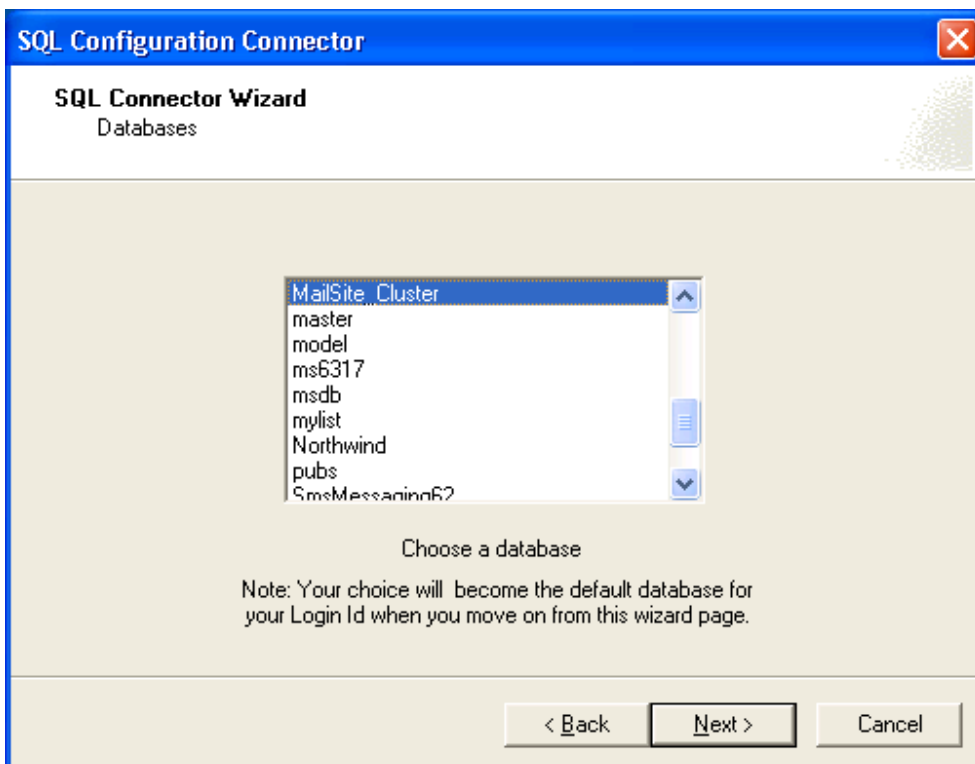 SQL Configuration Connector
SQL Connector Wizard
Databases
MailSite_Cluster
master
model
ms6317
msdb
mylist
Northwind
pubs
SmsMessaging62
Choose a database
Note: Your choice will  become the default database for
your Login Id when you move on from this wizard page.
< Back
Next >
Cancel